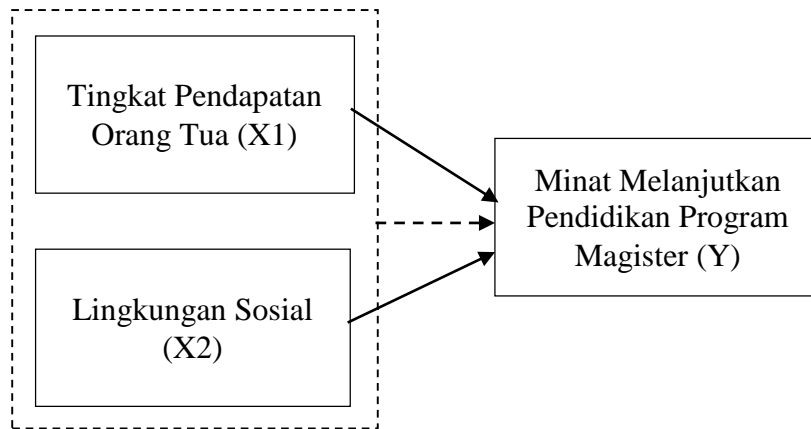 Tingkat Pendapatan
Orang Tua (X1)
Minat Melanjutkan
Pendidikan Program
Magister (Y)
Lingkungan Sosial
(X2)